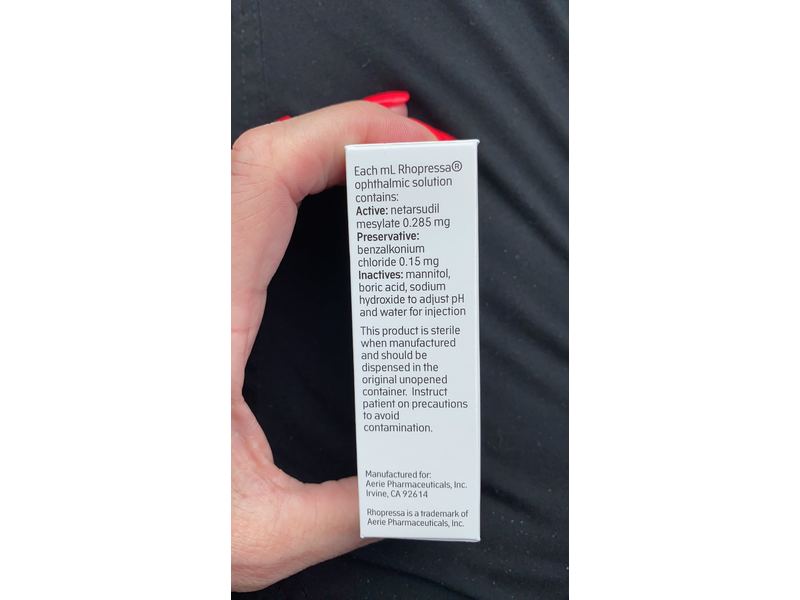 Each mL Rhopressa®
ophthalmic solution
contains:
Active: netarsudil
mesylate 0.285 mg
Preservative:
benzalkonium
chloride 0.15 mg
Inactives: mannitol,
boric acid, sodium
hydroxide to adjust pH
and water for injection
This product is sterile
when manufactured
and should be
dispensed in the
original unopened
container. Instruct
patient on precautions
to avoid
contamination.
Manufactured for:
Aerie Pharmaceuticals, Inc.
Irvine, CA 92614
Rhopressa is a trademark of
Aerie Pharmaceuticals, Inc.